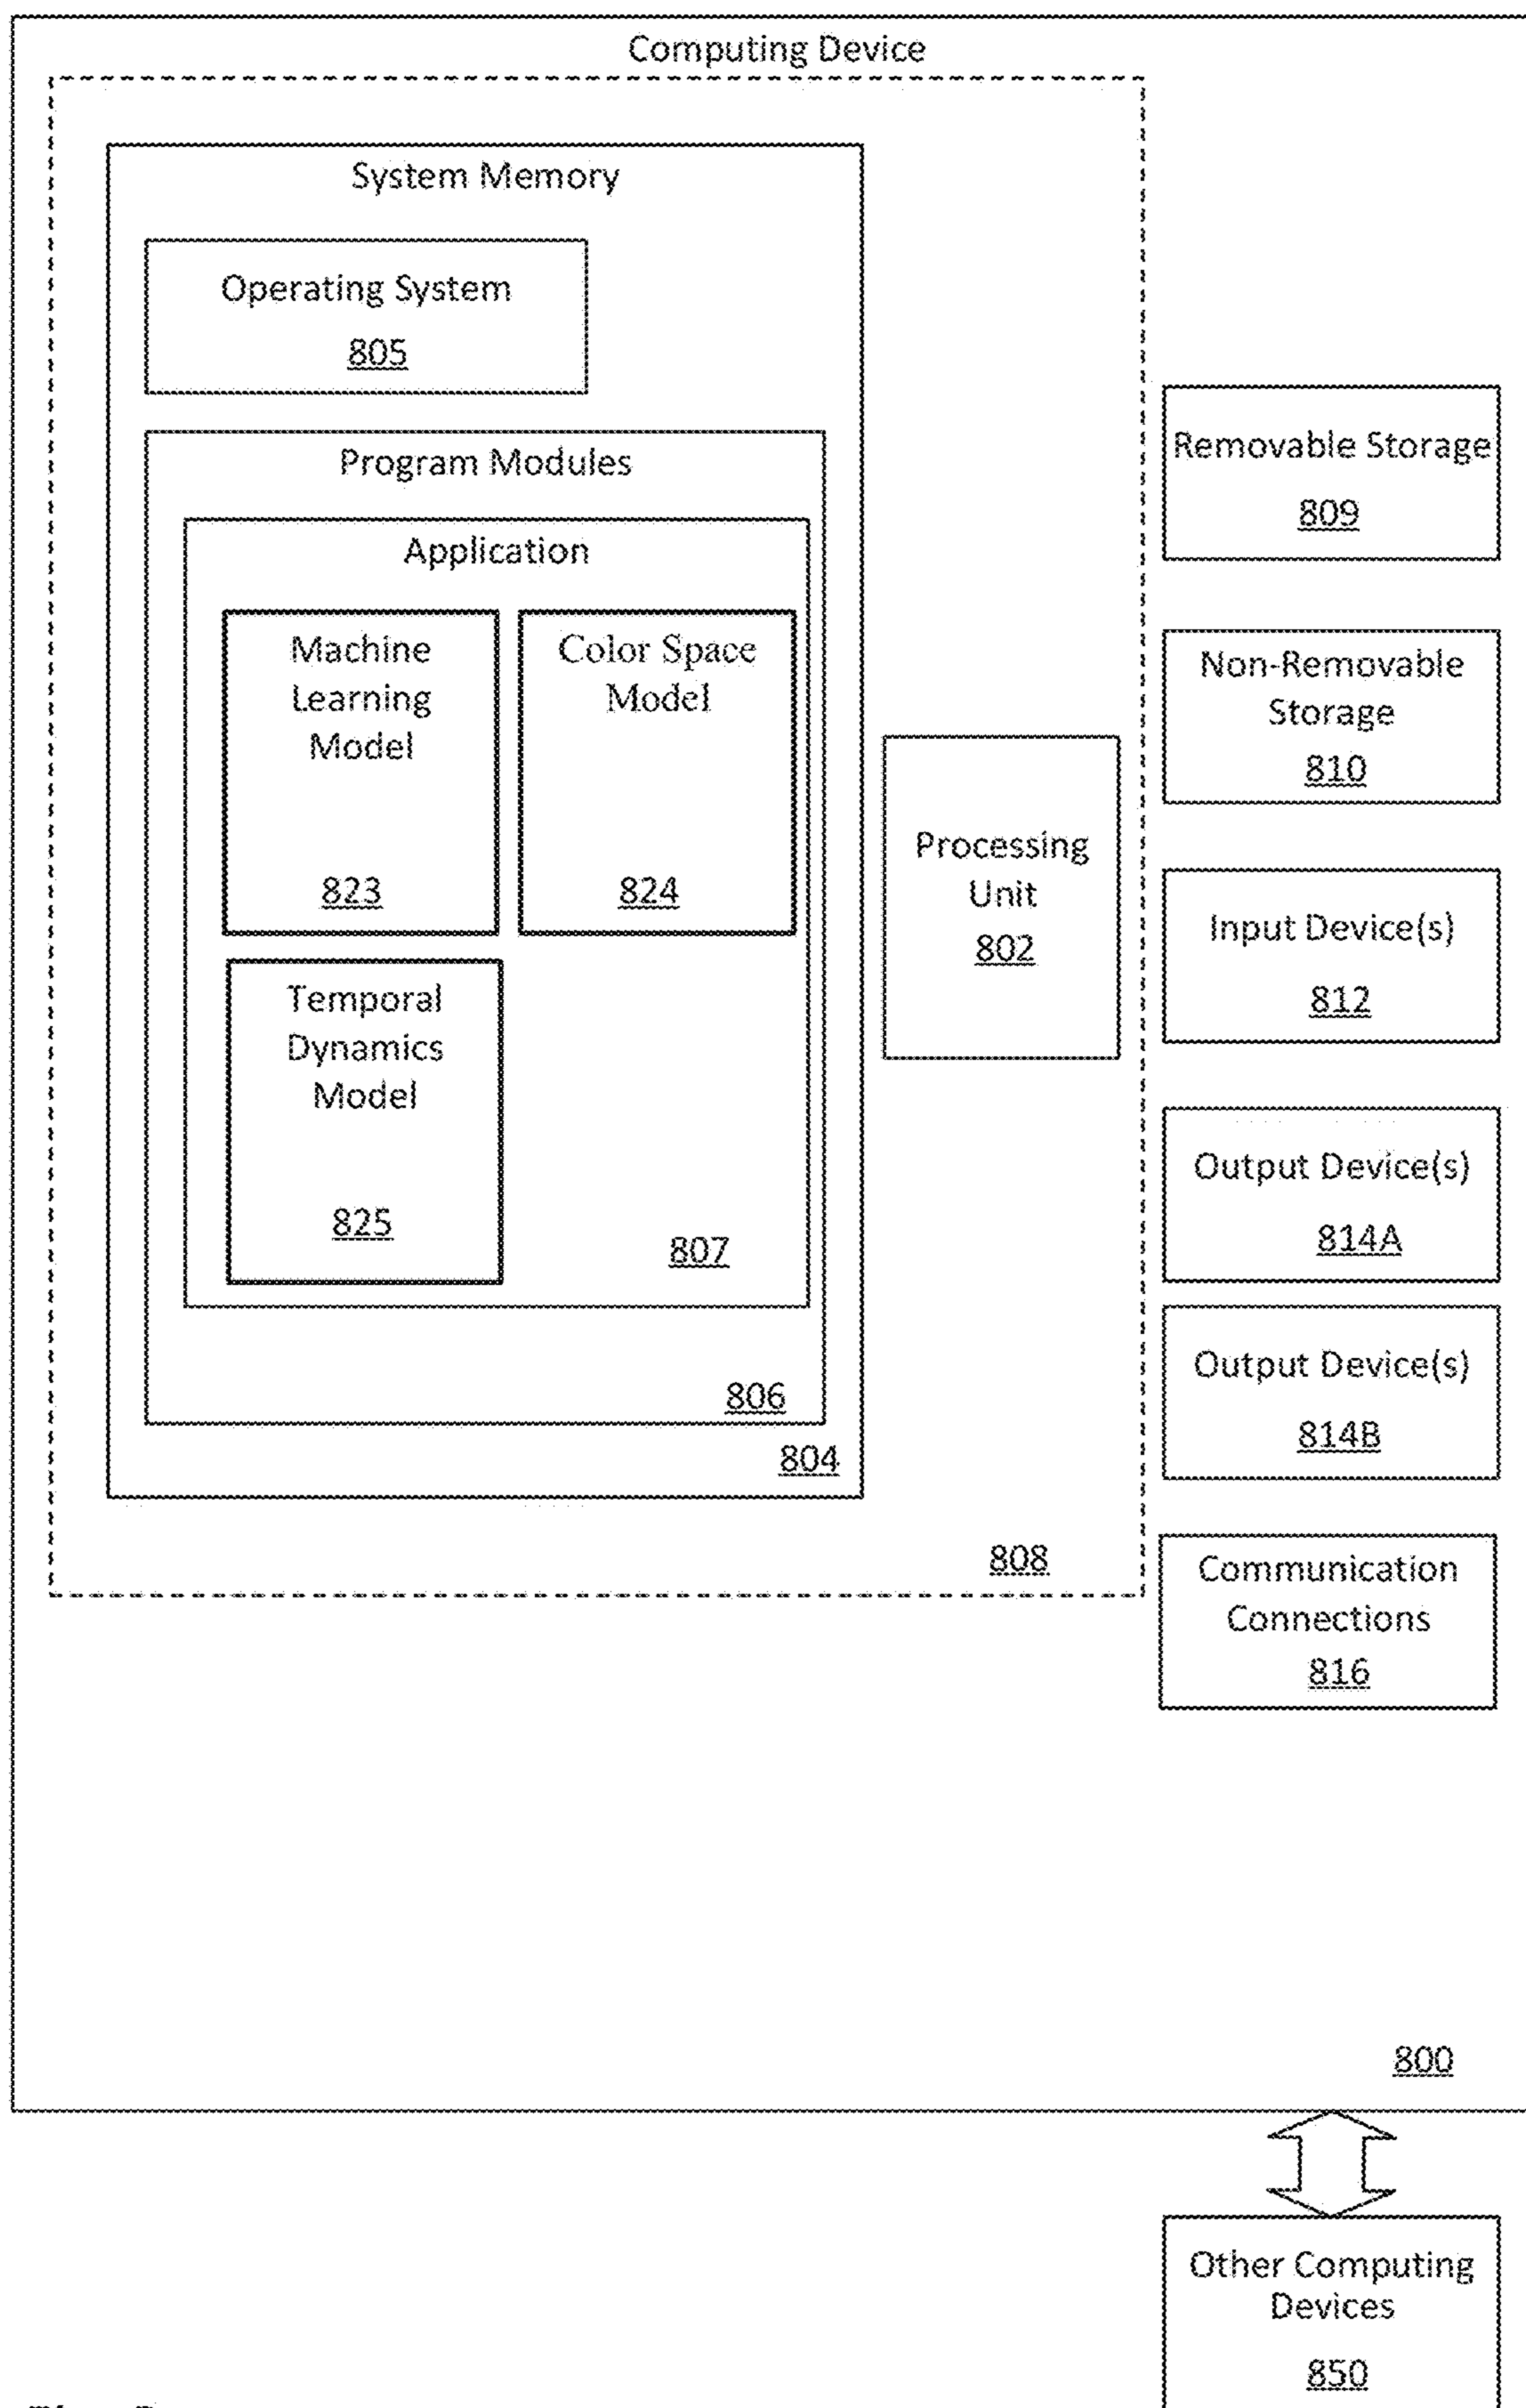 Computing Device
System Memory
Operating System
805
Program Modules
Application
Machine
Learning
Model
823
Color Space
Model
824
Temporal
Dynamics
Model
825
807
806
804
Processing
Unit
802
808
Removable Storage
809
Non-Removable
Storage
810
Input Device(s)
812
Output Device(s)
814A
Output Device(s)
814B
Communication
Connections
816
800
Other Computing
Devices
850